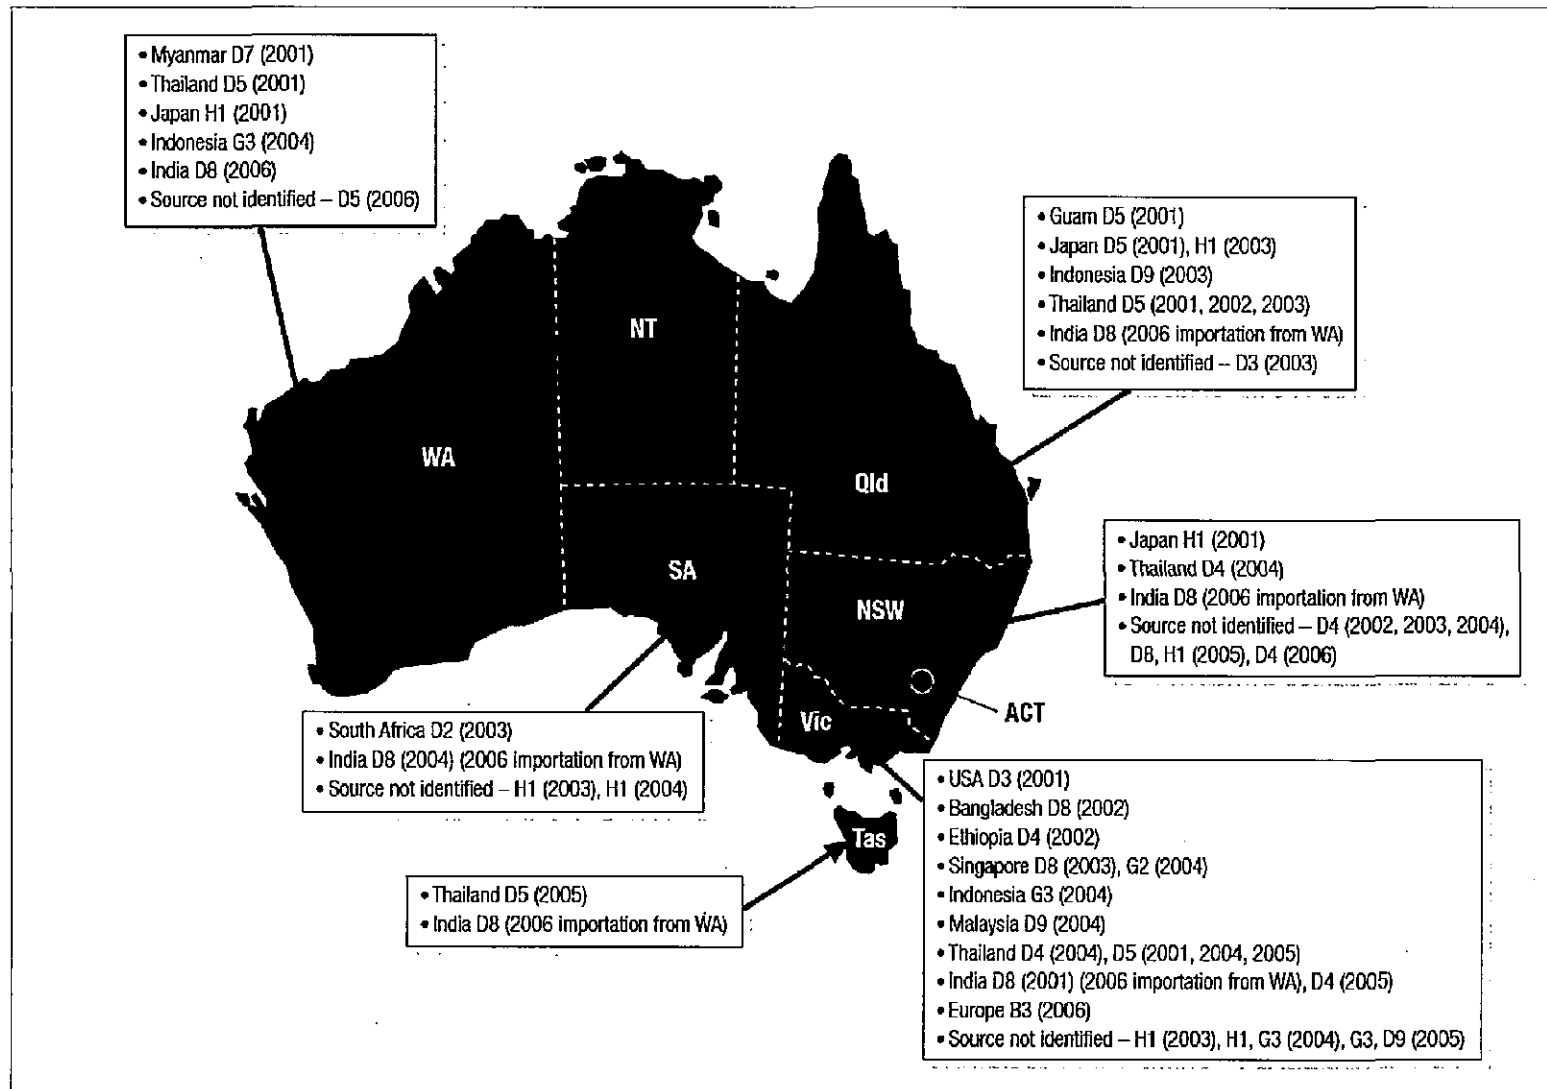 • Myanmar D7 (2001)
• Thailand D5 (2001)
• Japan H1 (2001)
• Indonesia G3 (2004)
• India D8 (2006)
• Source not identified – D5 (2006)
• Guam D5 (2001)
• Japan D5 (2001), H1 (2003)
• Indonesia D9 (2003)
• Thailand D5 (2001, 2002, 2003)
• India D8 (2006 importation from WA)
• Source not identified – D3 (2003)
NT
WA
Qld
SA
NSW
• Japan H1 (2001)
• Thailand D4 (2004)
• India D8 (2006 importation from WA)
• Source not identified – D4 (2002, 2003, 2004),
D8, H1 (2005), D4 (2006)
ACT
Vic
• South Africa D2 (2003)
• India D8 (2004) (2006 importation from WA)
• Source not identified – H1 (2003), H1 (2004)
Tas
• Thailand D5 (2005)
• India D8 (2006 importation from WA)
• USA D3 (2001)
• Bangladesh D8 (2002)
• Ethiopia D4 (2002)
• Singapore D8 (2003), G2 (2004)
• Indonesia G3 (2004)
• Malaysia D9 (2004)
• Thailand D4 (2004), D5 (2001, 2004, 2005)
• India D8 (2001) (2006 importation from WA), D4 (2005)
• Europe B3 (2006)
• Source not identified – H1 (2003), H1, G3 (2004), G3, D9 (2005)